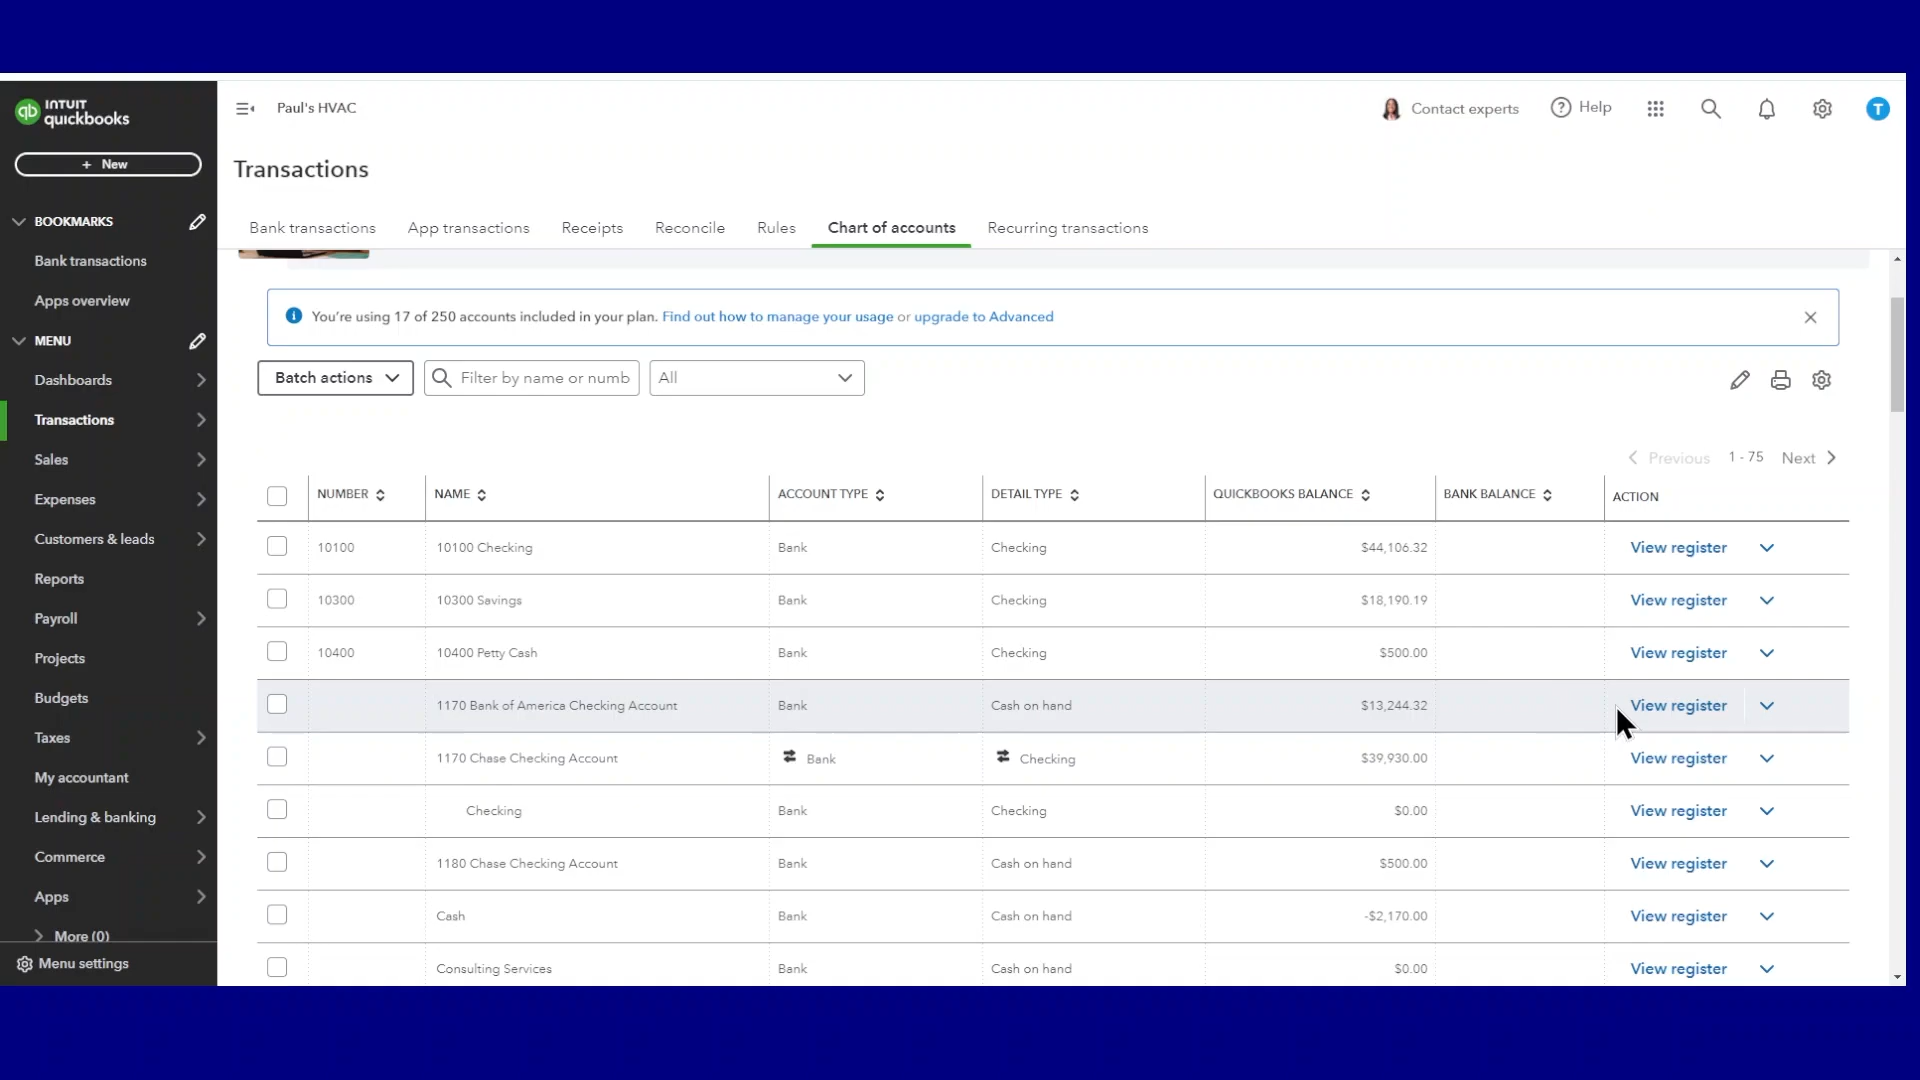 INTUIT
quickbooks
Paul's HVAC
Contact experts
Help
T
+ New
Transactions
BOOKMARKS
Bank transactions
Apps overview
MENU
Dashboards
Transactions
Sales
Expenses
Customers & leads
Reports
Payroll
Projects
Budgets
Taxes
My accountant
Lending & banking
Commerce
Apps
More (0)
Menu settings
Bank transactions App transactions Receipts Reconcile Rules Chart of accounts Recurring transactions
You're using 17 of 250 accounts included in your plan. Find out how to manage your usage or upgrade to Advanced
Batch actions Filter by name or numb All
Previous 1 - 75 Next
NUMBER NAME ACCOUNT TYPE DETAIL TYPE QUICKBOOKS BALANCE BANK BALANCE ACTION
10100 10100 Checking Bank Checking $44,106.32 View register
10300 10300 Savings Bank Checking $18,190.19 View register
10400 10400 Petty Cash Bank Checking $500.00 View register
1170 Bank of America Checking Account Bank Cash on hand $13,244.32 View register
1170 Chase Checking Account Bank Checking $39,930.00 View register
Checking Bank Checking $0.00 View register
1180 Chase Checking Account Bank Cash on hand $500.00 View register
Cash Bank Cash on hand -$2,170.00 View register
Consulting Services Bank Cash on hand $0.00 View register